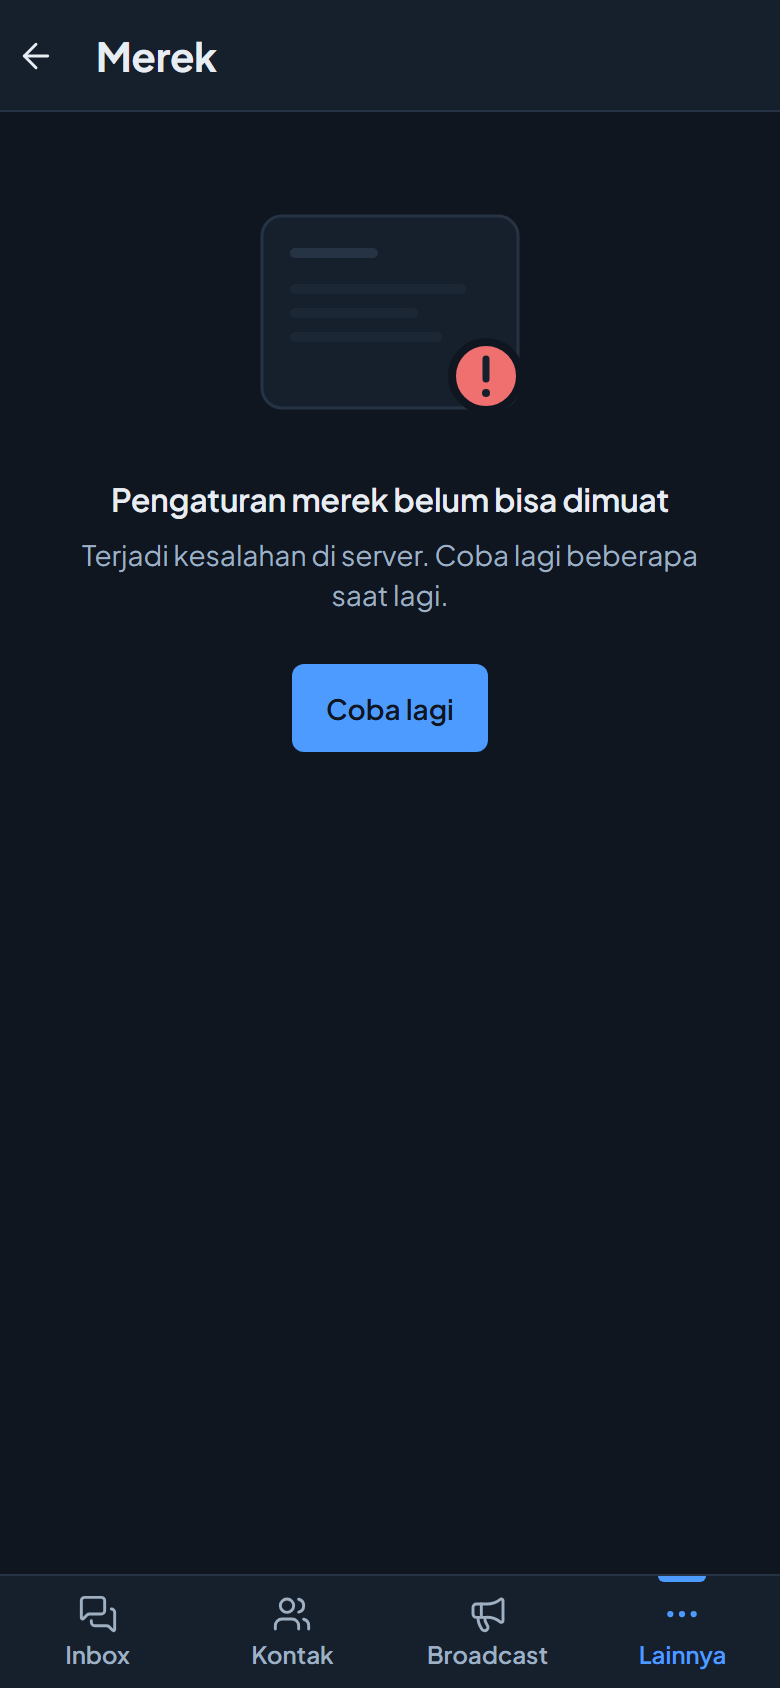 Merek
Pengaturan merek belum bisa dimuat
Terjadi kesalahan di server. Coba lagi beberapa
saat lagi.
Coba lagi
Inbox
Kontak
Broadcast
Lainnya